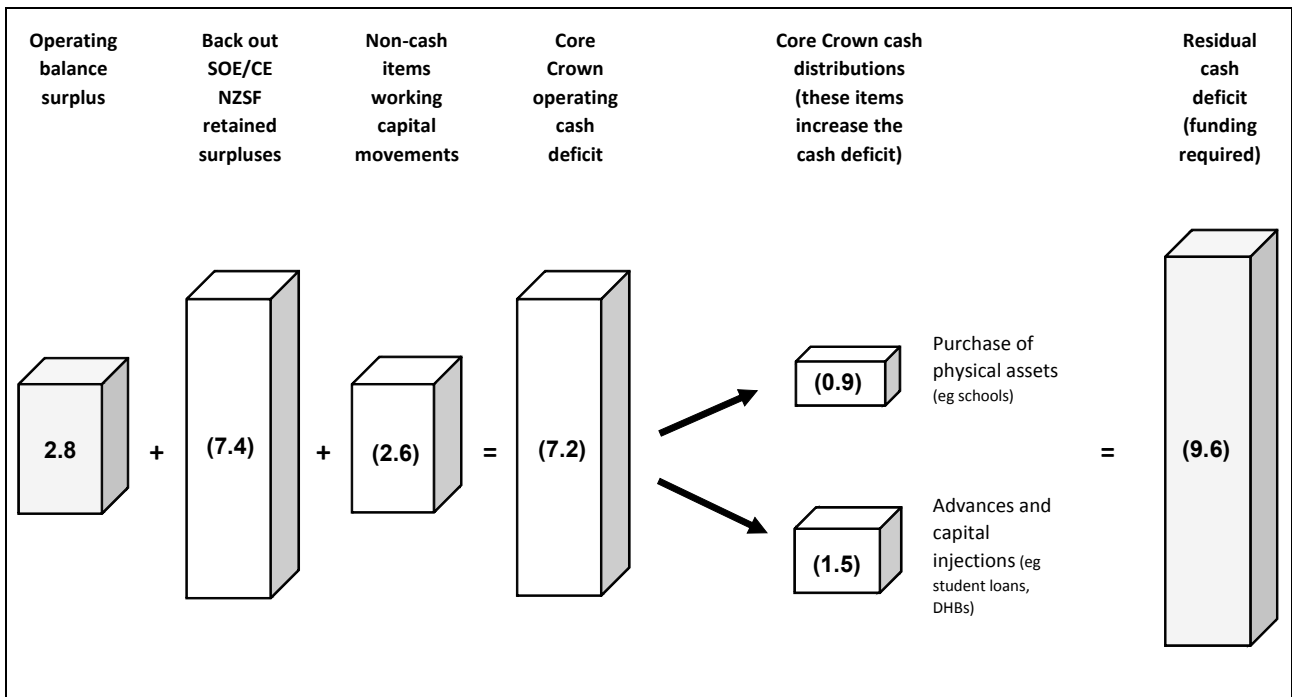 Operating
balance
surplus
Back out
SOE/CE
NZSF
retained
surpluses
Non-cash
items
working
capital
movements
Core
Crown
operating
cash
deficit
Core Crown cash
distributions
(these items
increase the
cash deficit)
Residual
cash
deficit
(funding
required)
2.8
+
(7.4)
+
(2.6)
=
(7.2)
(0.9)
Purchase of
physical assets
(eg schools)
(1.5)
Advances and
capital
injections (eg
student loans,
DHBs)
=
(9.6)